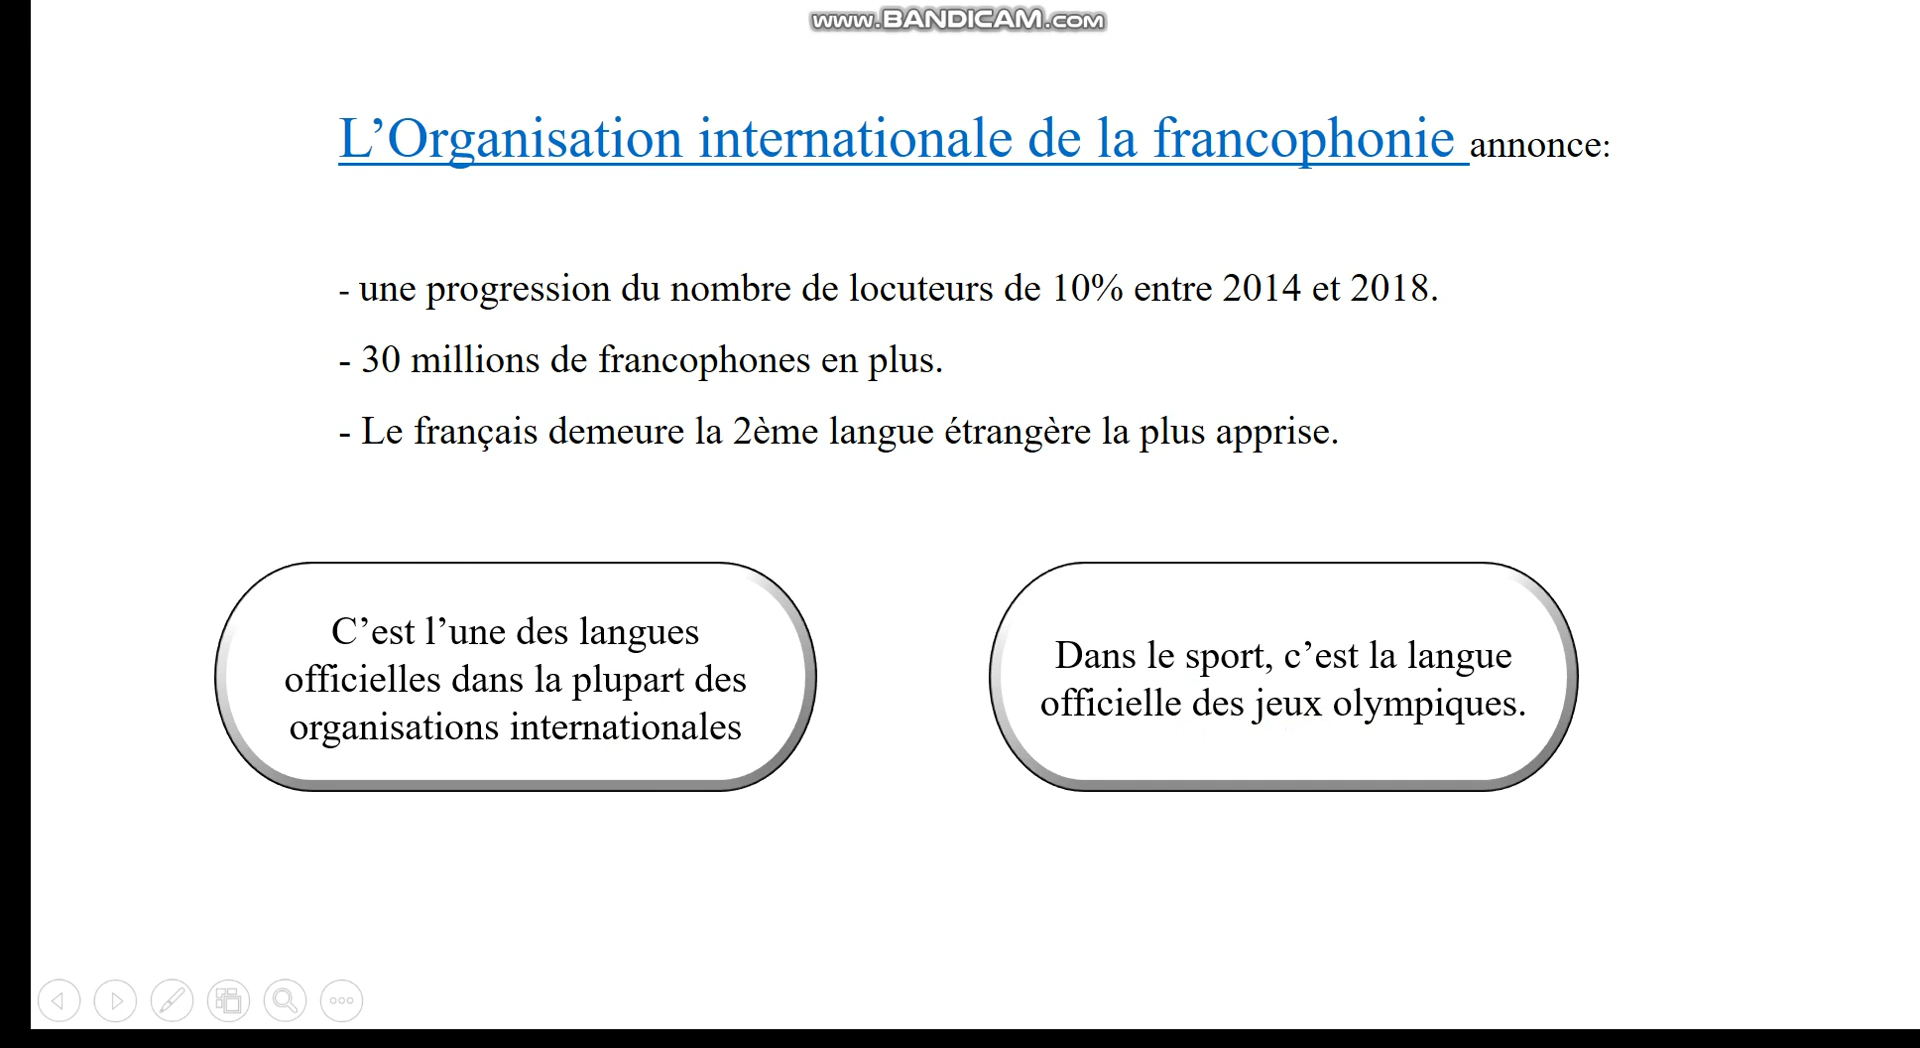 www.BANDICAM.com
L’Organisation internationale de la francophonie annonce:
- une progression du nombre de locuteurs de 10% entre 2014 et 2018.
- 30 millions de francophones en plus.
- Le français demeure la 2ème langue étrangère la plus apprise.
C’est l’une des langues
officielles dans la plupart des
organisations internationales
Dans le sport, c’est la langue
officielle des jeux olympiques.